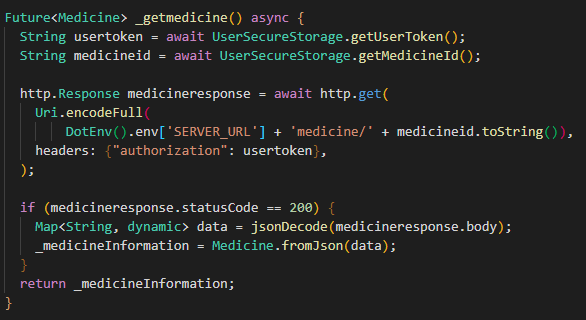 Future<Medicine> _getmedicine() async {
  String usertoken = await UserSecureStorage.getUserToken();
  String medicineid = await UserSecureStorage.getMedicineId();

  http.Response medicineresponse = await http.get(
    Uri.encodeFull(
        DotEnv().env['SERVER_URL'] + 'medicine/' + medicineid.toString()),
    headers: {"authorization": usertoken},
  );

  if (medicineresponse.statusCode == 200) {
    Map<String, dynamic> data = jsonDecode(medicineresponse.body);
    _medicineInformation = Medicine.fromJson(data);
  }
  return _medicineInformation;
}